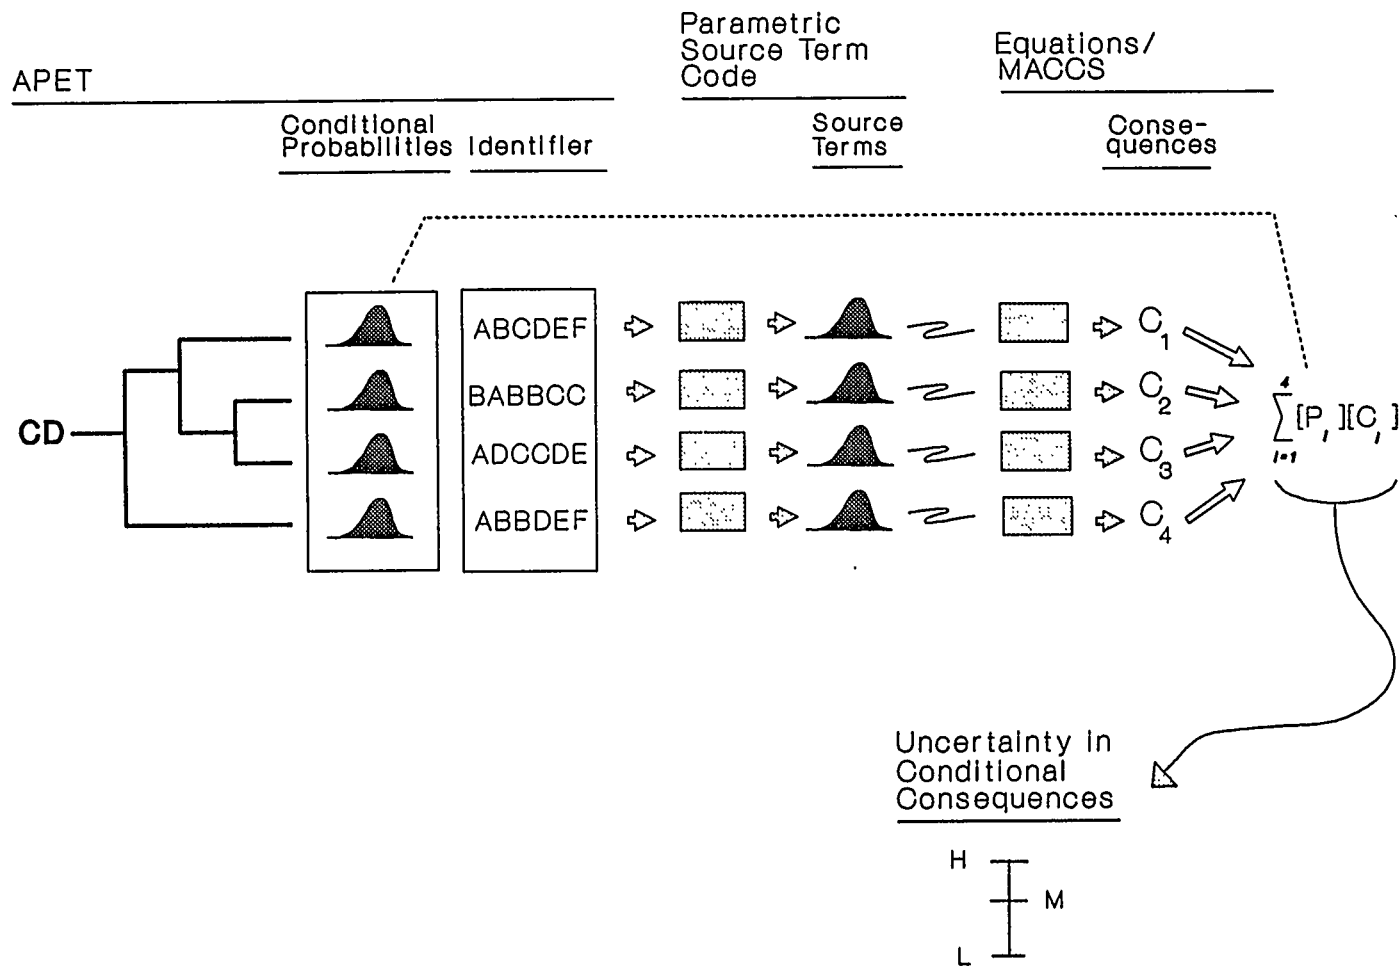 Parametric
Source Term
Code
Equations/
MACCS
APET
Conditional
Probabilities
Identifier
Source
Terms
Conse-
quences
ABCDEF
C1
BABBCC
C2
CD
ADCCDE
C3
ABBDEF
C4
4
∑[Pi][Ci]
i=1
Uncertainty in
Conditional
Consequences
H
M
L